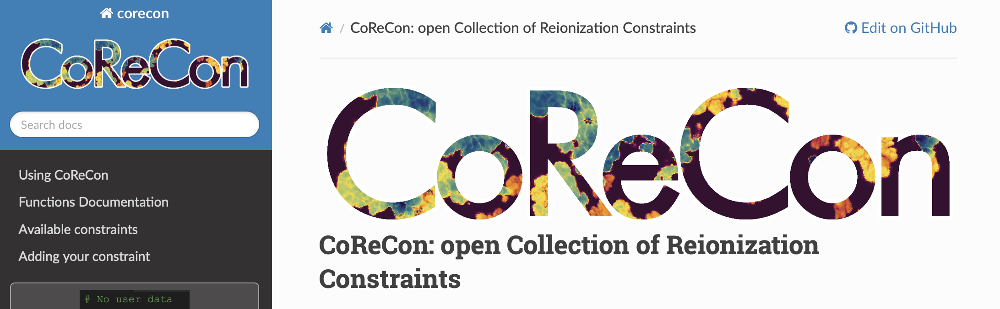 corecon
CoReCon
Search docs
Using CoReCon
Functions Documentation
Available constraints
Adding your constraint
# No user data
/ CoReCon: open Collection of Reionization Constraints
Edit on GitHub
CoReCon
CoReCon: open Collection of Reionization
Constraints